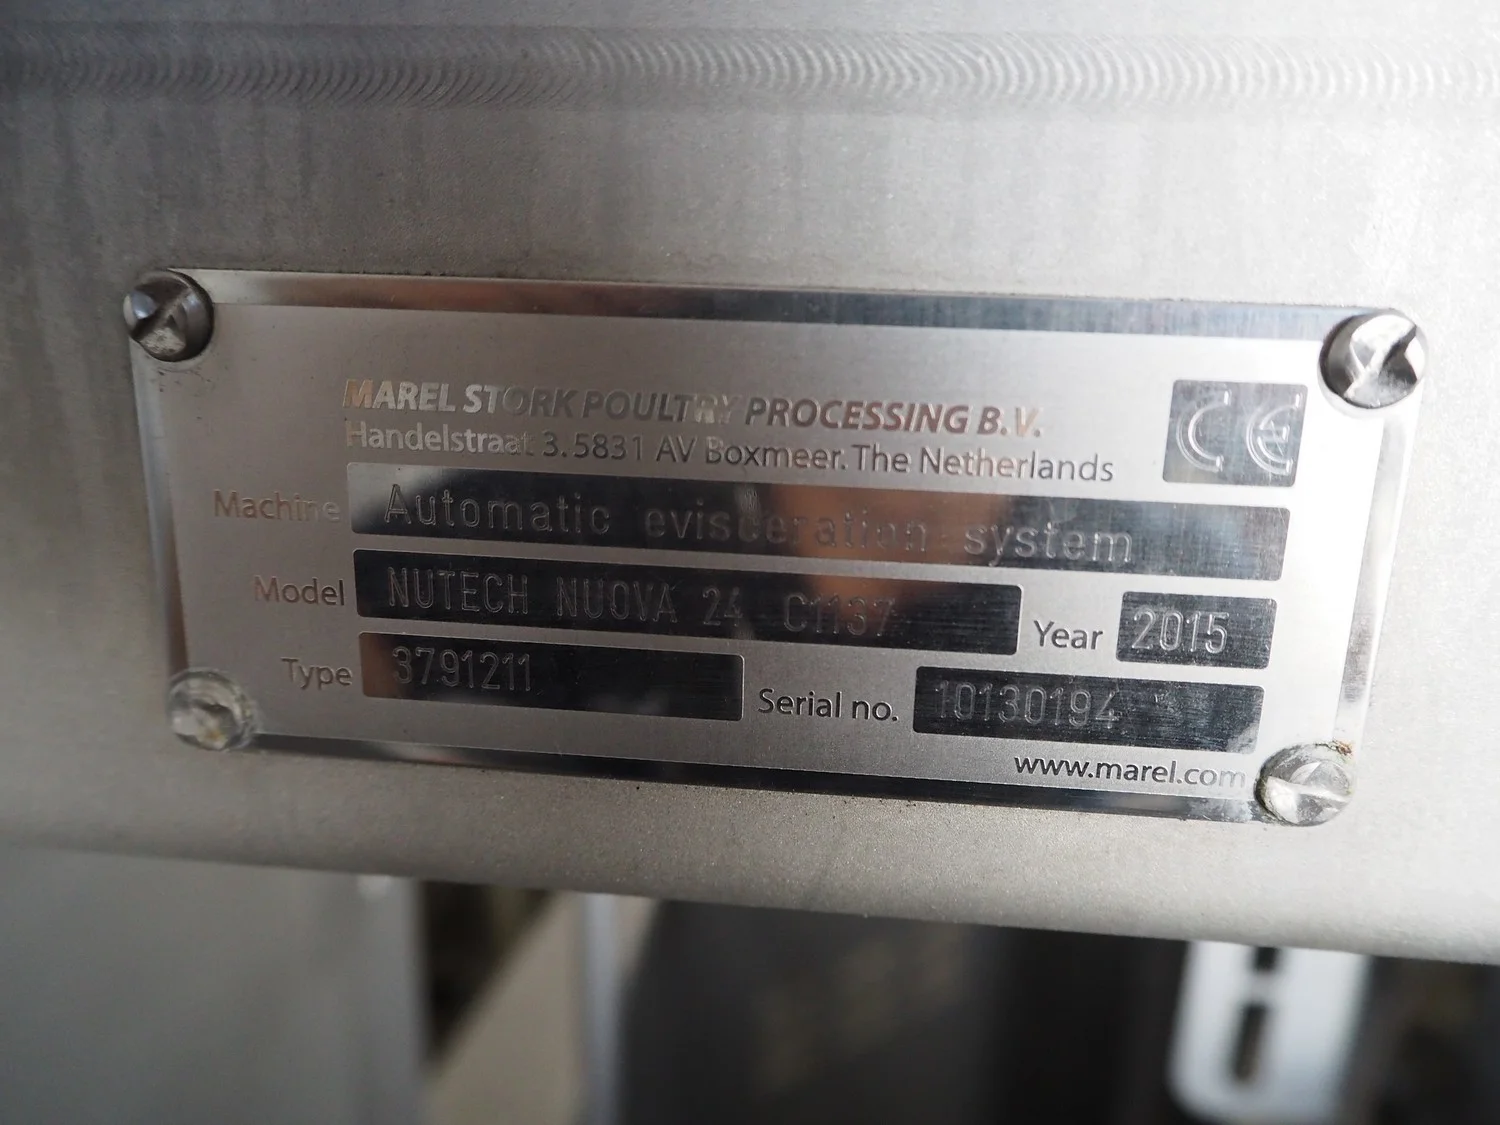 MAREL STORK POULTRY PROCESSING B.V.
Handelstraat 3. 5831 AV Boxmeer. The Netherlands
CE
Machine Automatic evisceration system
Model NUTECH NUOVA 24 C1137 Year 2015
Type 3791211 Serial no. 10130194
www.marel.com